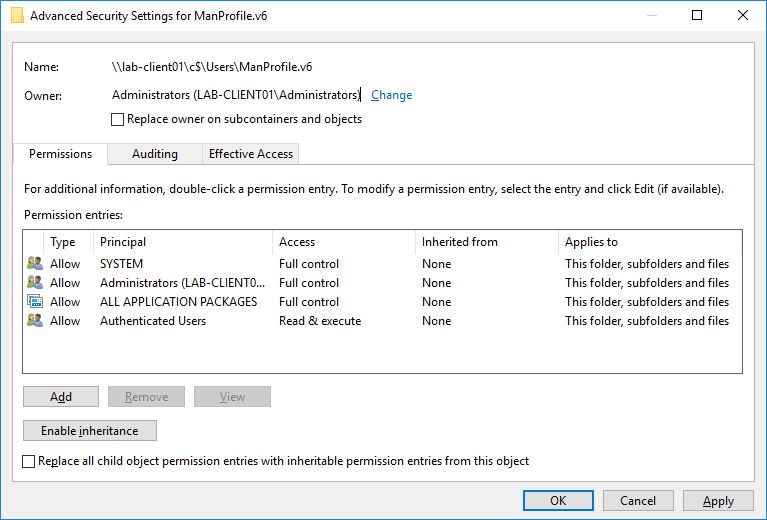 Advanced Security Settings for ManProfile.v6
Name: \\lab-client01\c$\Users\ManProfile.v6
Owner: Administrators (LAB-CLIENT01\Administrators) Change
Replace owner on subcontainers and objects
Permissions Auditing Effective Access
For additional information, double-click a permission entry. To modify a permission entry, select the entry and click Edit (if available).
Permission entries:
Type Principal Access Inherited from Applies to
Allow SYSTEM Full control None This folder, subfolders and files
Allow Administrators (LAB-CLIENT0... Full control None This folder, subfolders and files
Allow ALL APPLICATION PACKAGES Full control None This folder, subfolders and files
Allow Authenticated Users Read & execute None This folder, subfolders and files
Add Remove View
Enable inheritance
Replace all child object permission entries with inheritable permission entries from this object
OK Cancel Apply